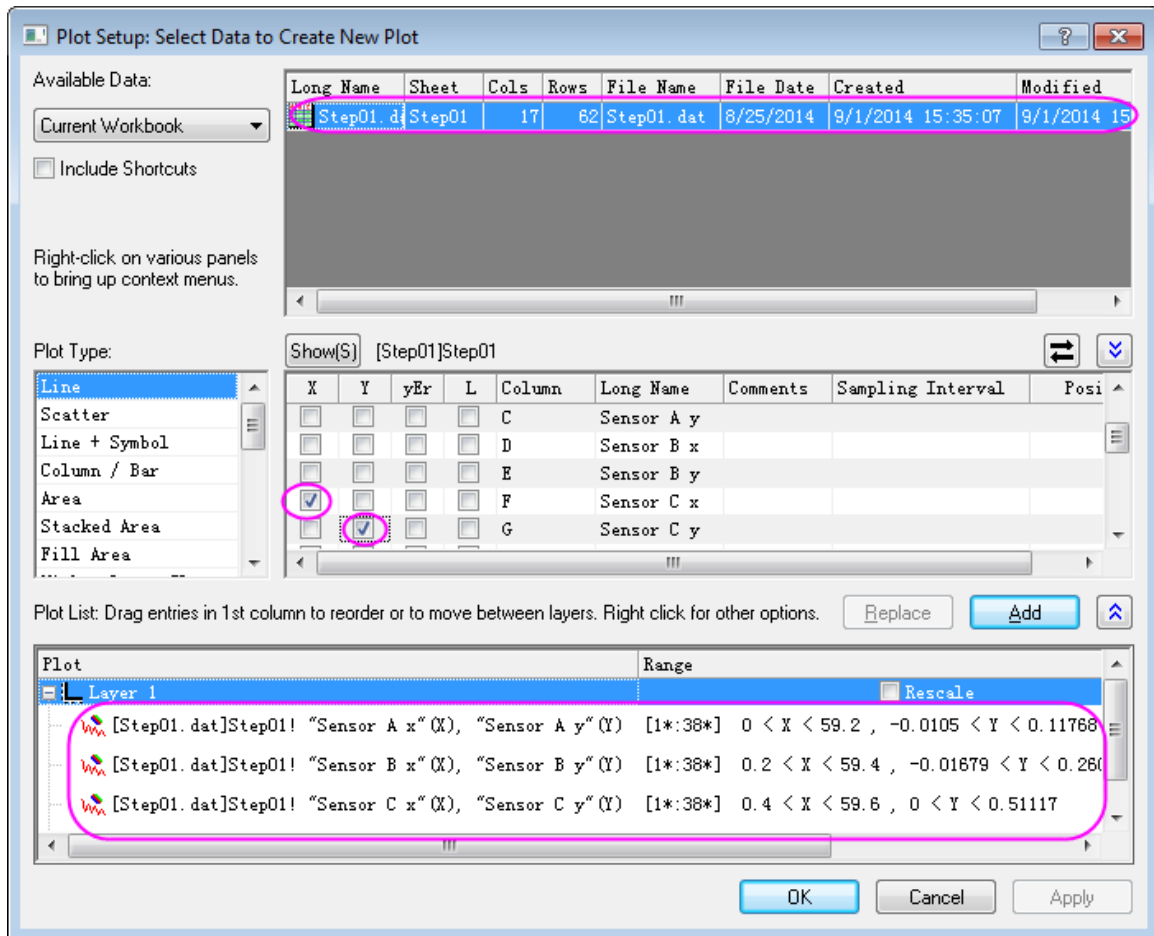 Plot Setup: Select Data to Create New Plot
Available Data:
Current Workbook
Include Shortcuts
Right-click on various panels
to bring up context menus.
Long Name Sheet Cols Rows File Name File Date Created Modified
Step01.d Step01 17 62 Step01.dat 8/25/2014 9/1/2014 15:35:07 9/1/2014 15
Plot Type:
Line
Scatter
Line + Symbol
Column / Bar
Area
Stacked Area
Fill Area
Show(S) [Step01]Step01
X Y yEr L Column Long Name Comments Sampling Interval Posi
C Sensor A y
D Sensor B x
E Sensor B y
F Sensor C x
G Sensor C y
Plot List: Drag entries in 1st column to reorder or to move between layers. Right click for other options.
Replace
Add
Plot Range
Layer 1 Rescale
[Step01.dat]Step01! "Sensor A x"(X), "Sensor A y"(Y) [1*:38*] 0 < X < 59.2 , -0.0105 < Y < 0.11768
[Step01.dat]Step01! "Sensor B x"(X), "Sensor B y"(Y) [1*:38*] 0.2 < X < 59.4 , -0.01679 < Y < 0.260
[Step01.dat]Step01! "Sensor C x"(X), "Sensor C y"(Y) [1*:38*] 0.4 < X < 59.6 , 0 < Y < 0.51117
OK
Cancel
Apply